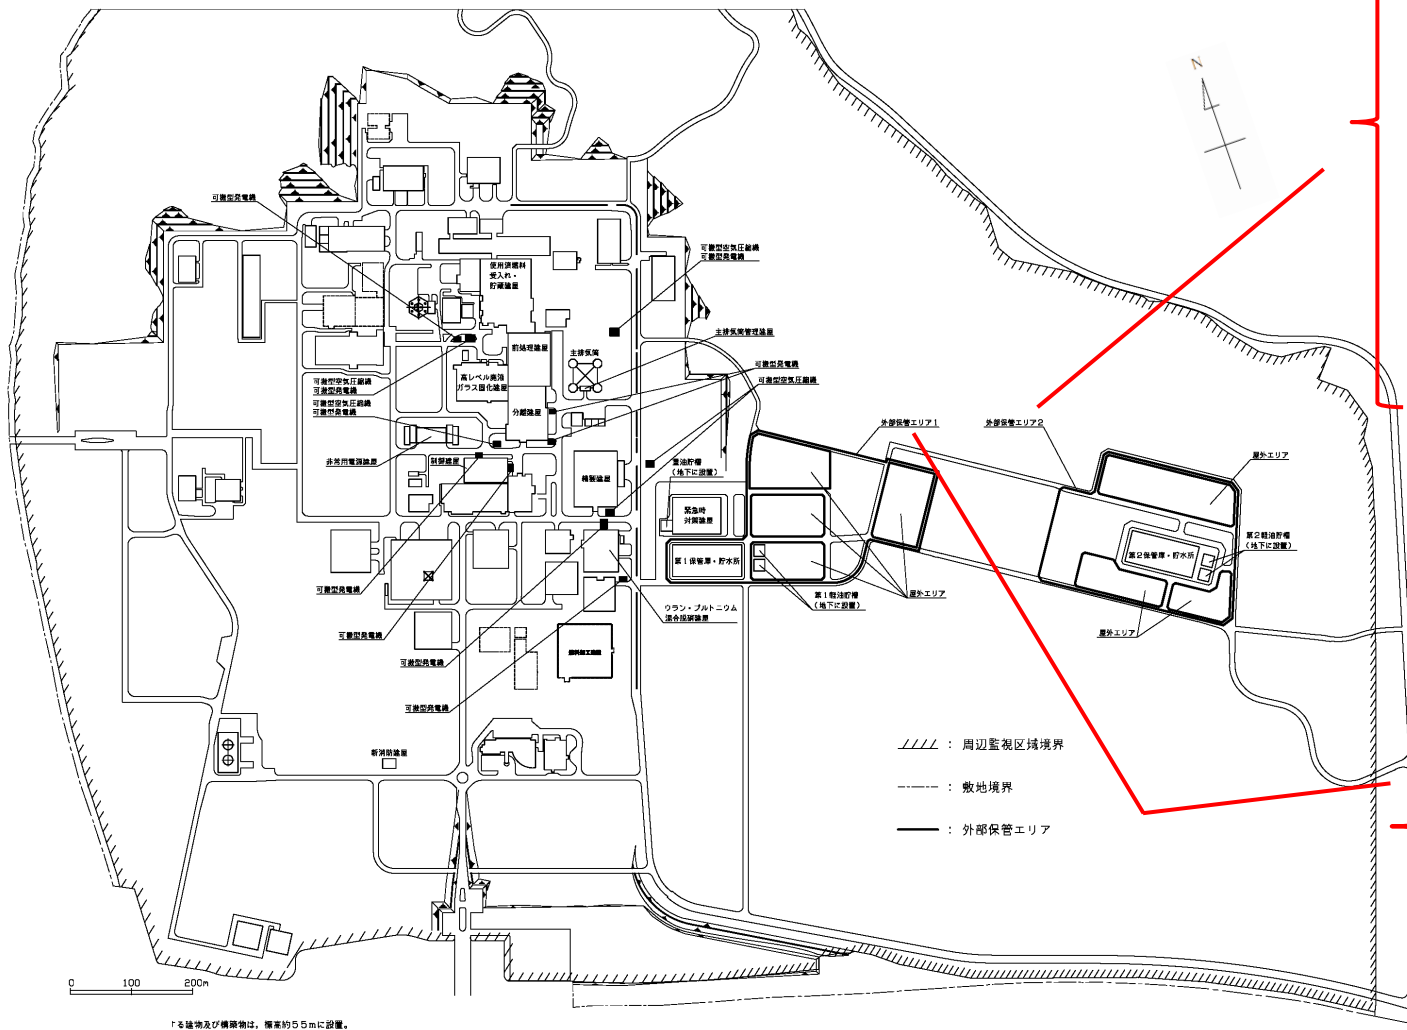 N
可搬型発電機
可搬型空気圧縮機
可搬型発電機
使用済燃料
受入れ・
貯蔵建屋
主排気筒管理建屋
前処理建屋
主排気筒
可搬型発電機
可搬型空気圧縮機
高レベル廃液
ガラス固化建屋
可搬型空気圧縮機
可搬型発電機
可搬型空気圧縮機
可搬型発電機
分離建屋
外部保管エリア1
外部保管エリア2
屋外エリア
非常用電源建屋
制御建屋
重油貯槽
(地下に設置)
精製建屋
緊急時
対策建屋
第2軽油貯槽
(地下に設置)
第1保管庫・貯水所
第2保管庫・貯水所
可搬型発電機
第1軽油貯槽
(地下に設置)
屋外エリア
ウラン・プルトニウム
混合脱硝建屋
可搬型発電機
屋外エリア
可搬型発電機
燃料加工建屋
可搬型発電機
新消防建屋
: 周辺監視区域境界
: 敷地境界
: 外部保管エリア
0 100 200m
る建物及び構築物は，標高約55mに設置。